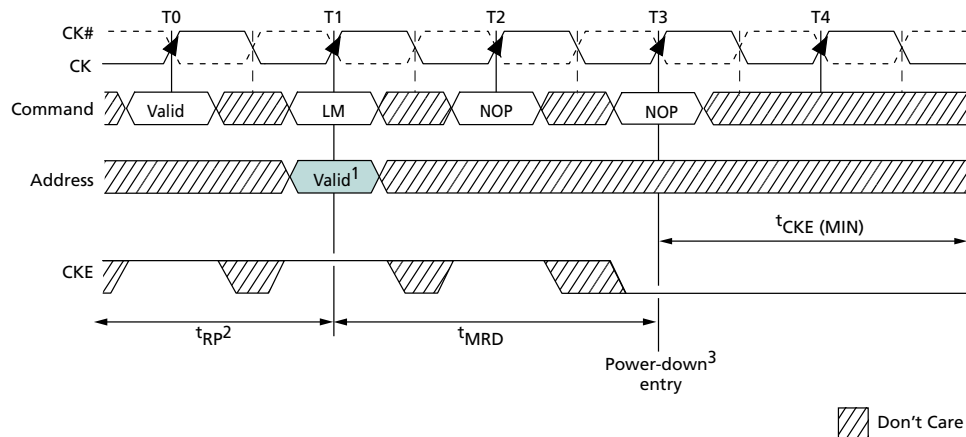 T0 T1 T2 T3 T4
CK#
CK
Command Valid LM NOP NOP
Address Valid1
tCKE (MIN)
CKE
tRP2 tMRD
Power-down3
entry
Don't Care